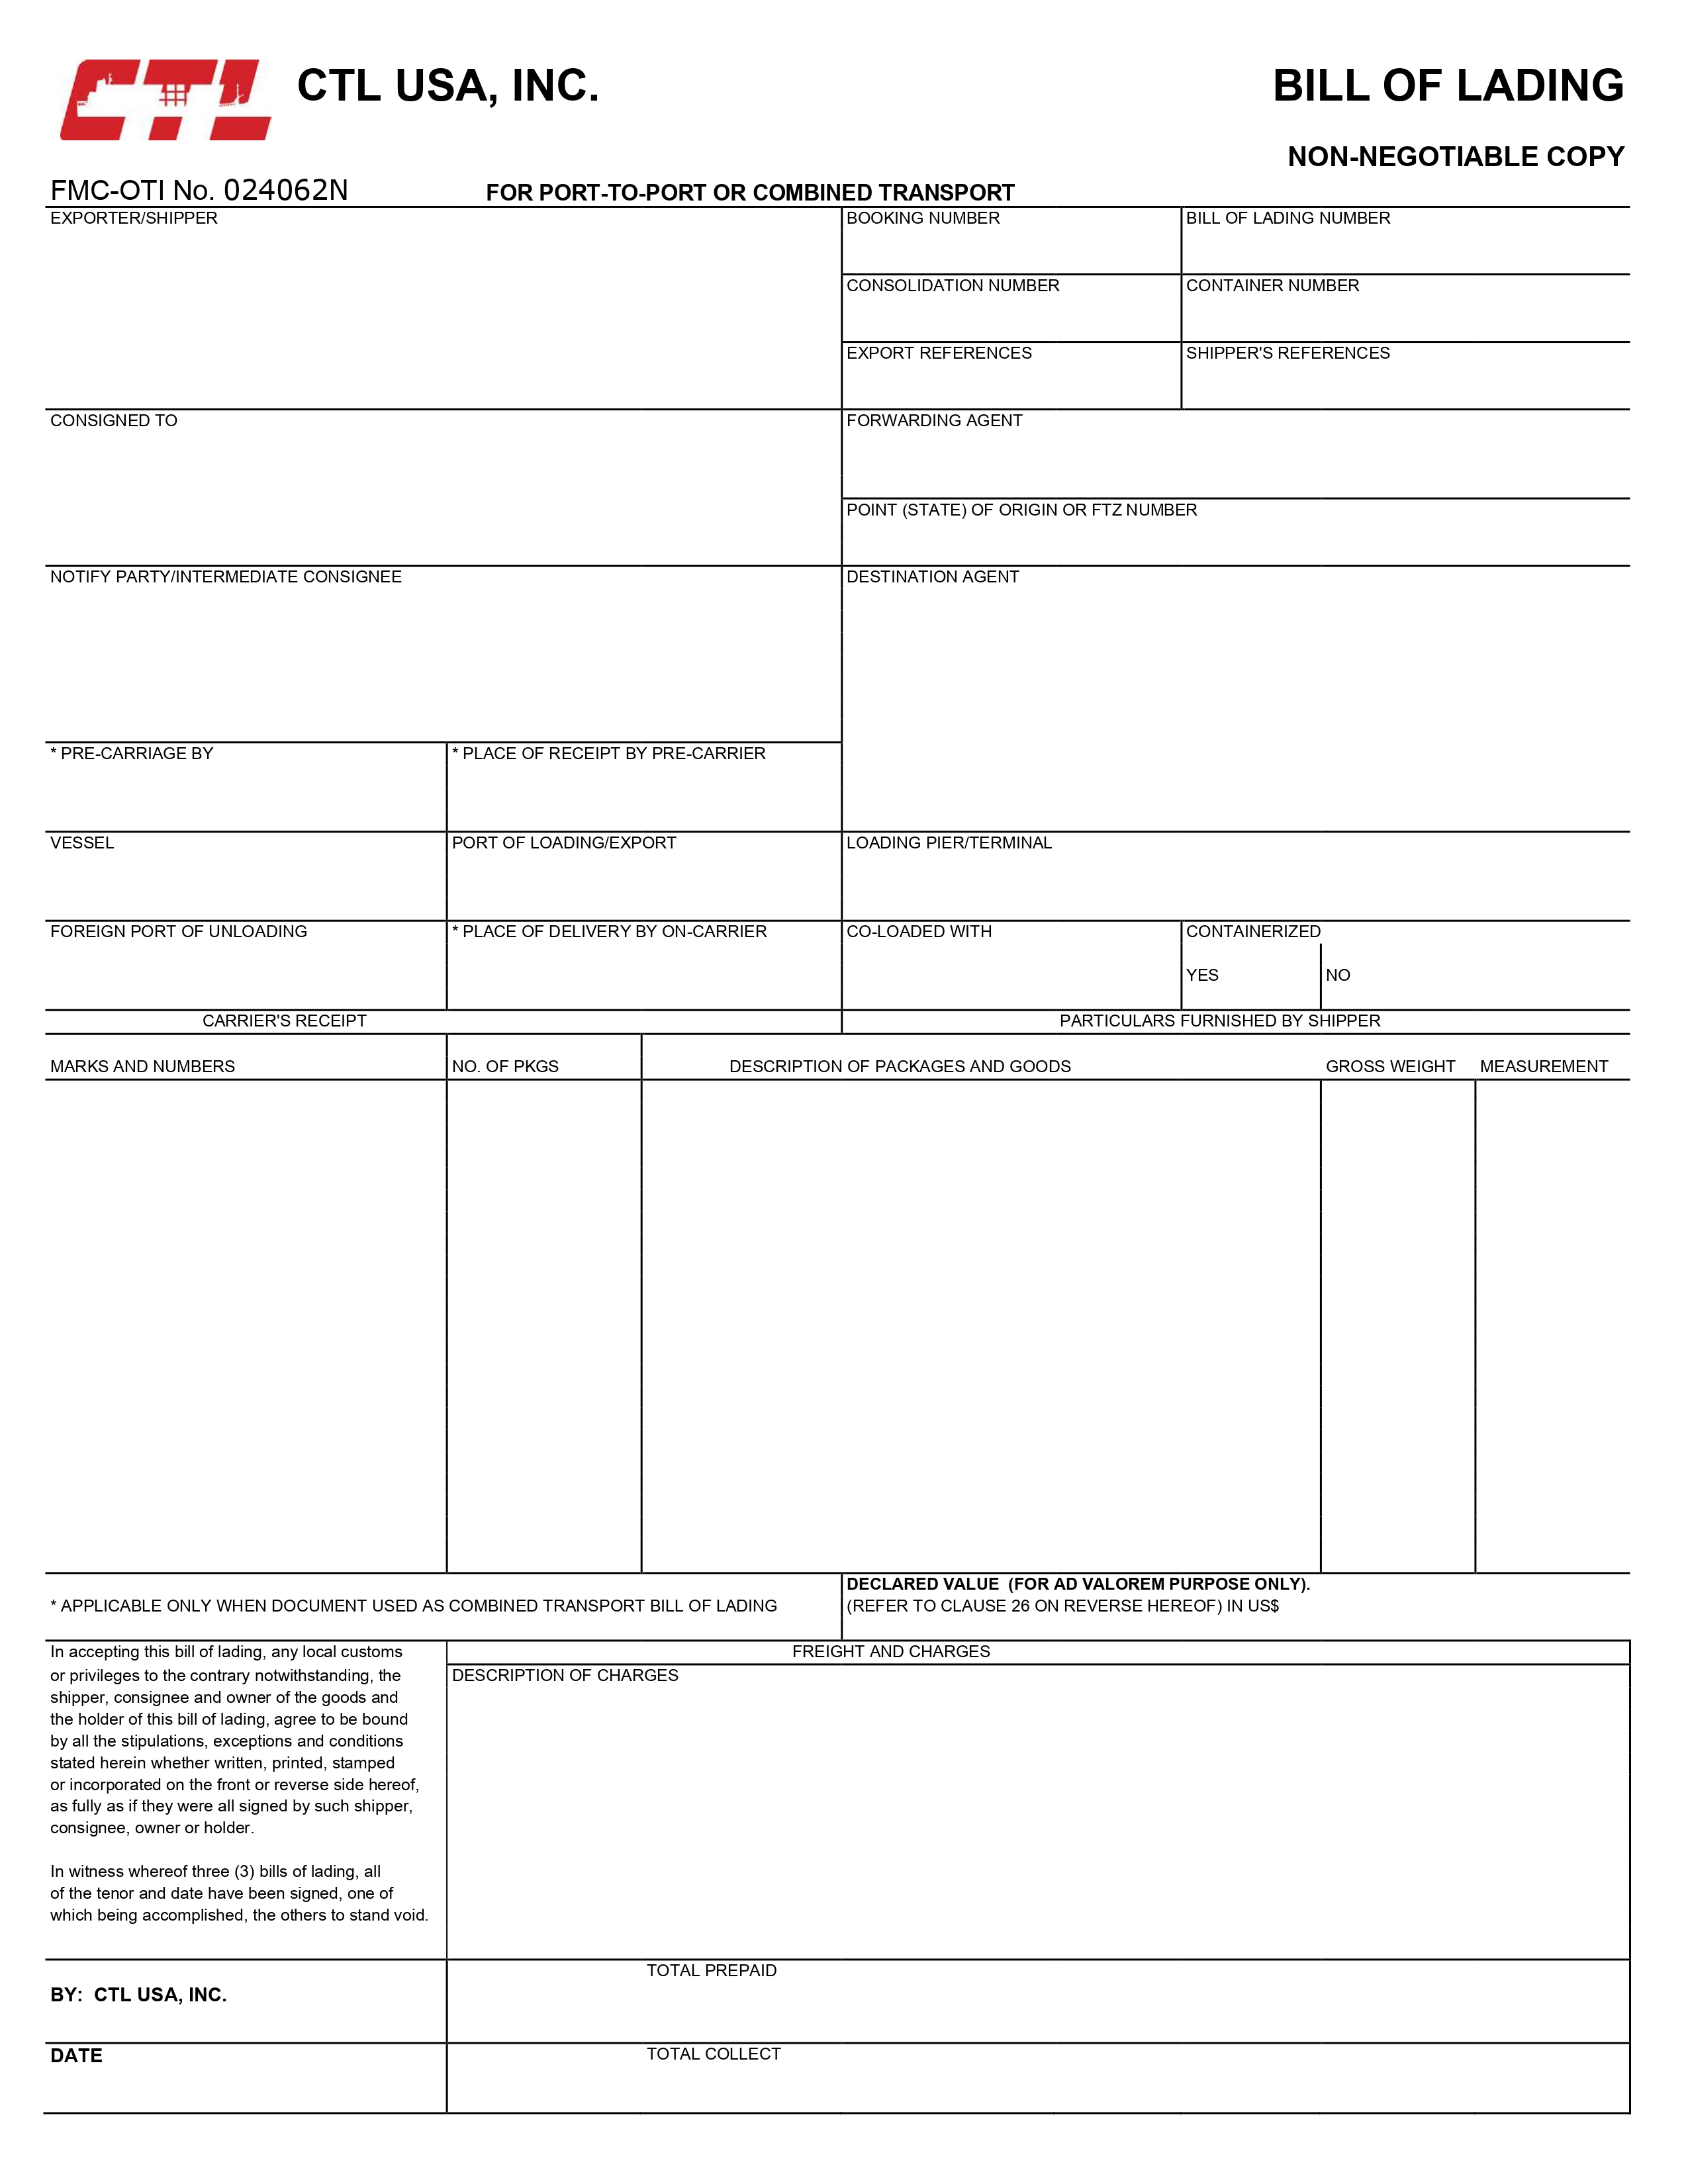 CTL
CTL USA, INC.
BILL OF LADING
NON-NEGOTIABLE COPY
FMC-OTI No. 024062N
FOR PORT-TO-PORT OR COMBINED TRANSPORT
EXPORTER/SHIPPER
BOOKING NUMBER
BILL OF LADING NUMBER
CONSOLIDATION NUMBER
CONTAINER NUMBER
EXPORT REFERENCES
SHIPPER'S REFERENCES
CONSIGNED TO
FORWARDING AGENT
POINT (STATE) OF ORIGIN OR FTZ NUMBER
NOTIFY PARTY/INTERMEDIATE CONSIGNEE
DESTINATION AGENT
* PRE-CARRIAGE BY
* PLACE OF RECEIPT BY PRE-CARRIER
VESSEL
PORT OF LOADING/EXPORT
LOADING PIER/TERMINAL
FOREIGN PORT OF UNLOADING
* PLACE OF DELIVERY BY ON-CARRIER
CO-LOADED WITH
CONTAINERIZED
YES
NO
CARRIER'S RECEIPT
PARTICULARS FURNISHED BY SHIPPER
MARKS AND NUMBERS
NO. OF PKGS
DESCRIPTION OF PACKAGES AND GOODS
GROSS WEIGHT
MEASUREMENT
DECLARED VALUE (FOR AD VALOREM PURPOSE ONLY).
* APPLICABLE ONLY WHEN DOCUMENT USED AS COMBINED TRANSPORT BILL OF LADING
(REFER TO CLAUSE 26 ON REVERSE HEREOF) IN US$
In accepting this bill of lading, any local customs
or privileges to the contrary notwithstanding, the
shipper, consignee and owner of the goods and
the holder of this bill of lading, agree to be bound
by all the stipulations, exceptions and conditions
stated herein whether written, printed, stamped
or incorporated on the front or reverse side hereof,
as fully as if they were all signed by such shipper,
consignee, owner or holder.
In witness whereof three (3) bills of lading, all
of the tenor and date have been signed, one of
which being accomplished, the others to stand void.
FREIGHT AND CHARGES
DESCRIPTION OF CHARGES
BY: CTL USA, INC.
TOTAL PREPAID
DATE
TOTAL COLLECT